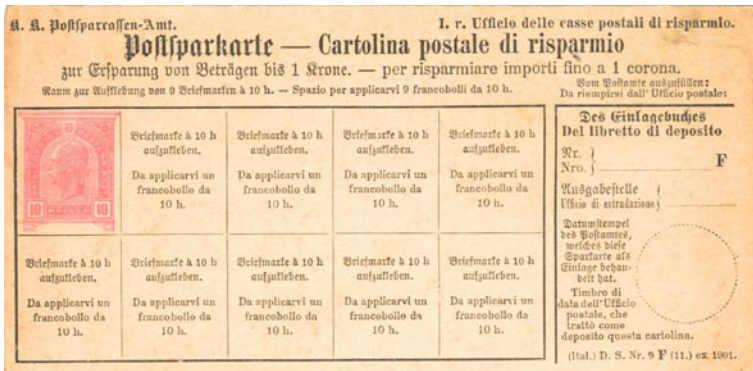 K. K. Postsparcassen-Amt.
I. r. Ufficio delle casse postali di risparmio.
Postsparkarte — Cartolina postale di risparmio
zur Ersparung von Beträgen bis 1 Krone. — per risparmiare importi fino a 1 corona.
Raum zur Aufklebung von 9 Briefmarken à 10 h. — Spazio per applicarvi 9 francobolli di 10 h.
Vom Postamte auszufüllen:
Da riempirsi dall' Ufficio postale:
10
10 HELLER 10
Briefmarke à 10 h
aufzukleben.
Da applicarvi un
francobollo da
10 h.
Briefmarke à 10 h
aufzukleben.
Da applicarvi un
francobollo da
10 h.
Briefmarke à 10 h
aufzukleben.
Da applicarvi un
francobollo da
10 h.
Briefmarke à 10 h
aufzukleben.
Da applicarvi un
francobollo da
10 h.
Briefmarke à 10 h
aufzukleben.
Da applicarvi un
francobollo da
10 h.
Briefmarke à 10 h
aufzukleben.
Da applicarvi un
francobollo da
10 h.
Briefmarke à 10 h
aufzukleben.
Da applicarvi un
francobollo da
10 h.
Briefmarke à 10 h
aufzukleben.
Da applicarvi un
francobollo da
10 h.
Briefmarke à 10 h
aufzukleben.
Da applicarvi un
francobollo da
10 h.
Des Einlagebuches
Del libretto di deposito
Nr.
Nro.
F
Ausgabestelle
Ufficio di estradazione
Datumstempel
des Postamtes,
welches diese
Sparkarte als
Einlage behan-
delt hat.
Timbro di
data dell' Ufficio
postale, che
trattò come
deposito questa cartolina.
(Ital.) D. S. Nr. 9 F (11.) ex 1901.